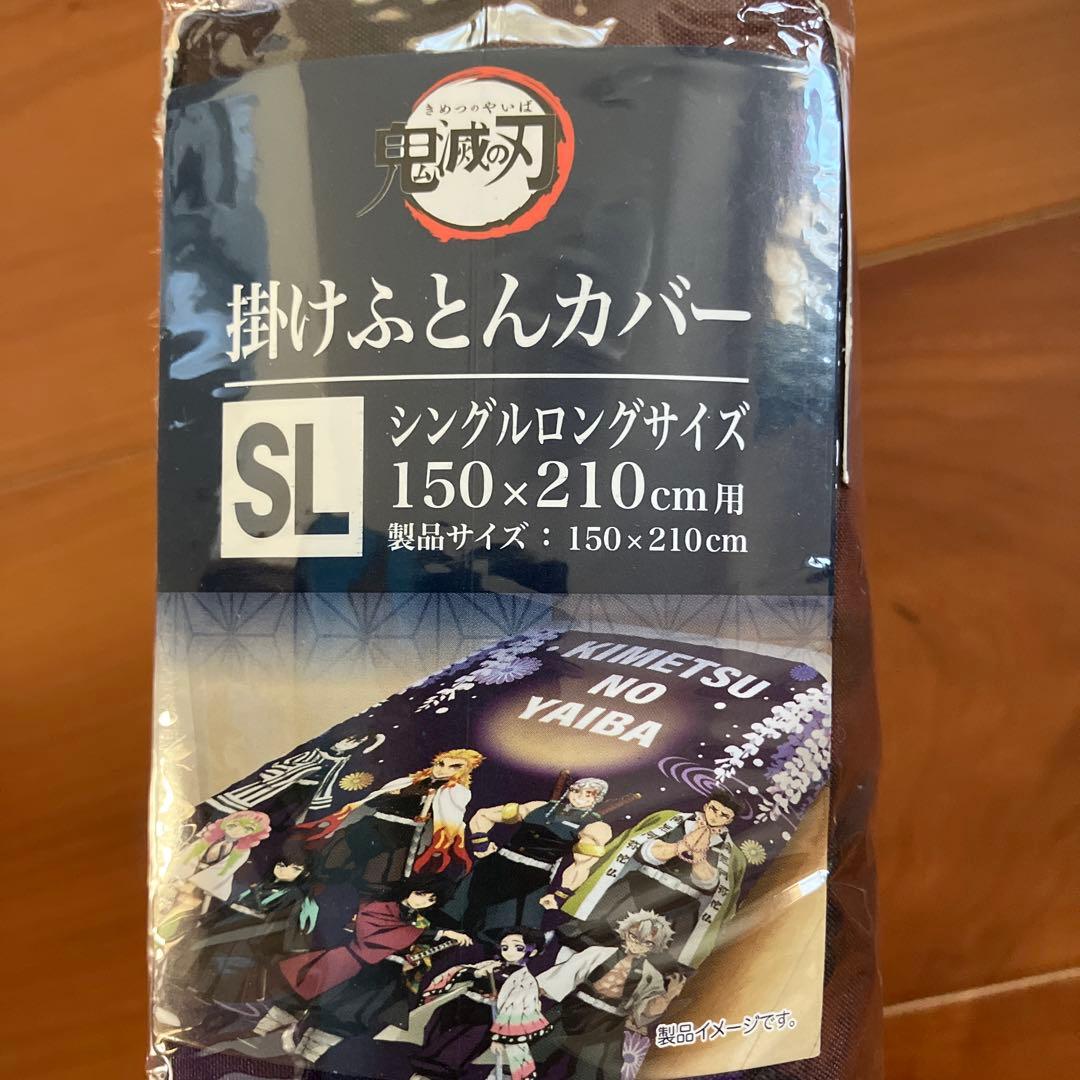 きめつのやいば
鬼滅の刃
掛けふとんカバー
SL
シングルロングサイズ
150×210cm用
製品サイズ：150×210cm
KIMETSU
NO
YAIBA
製品イメージです。